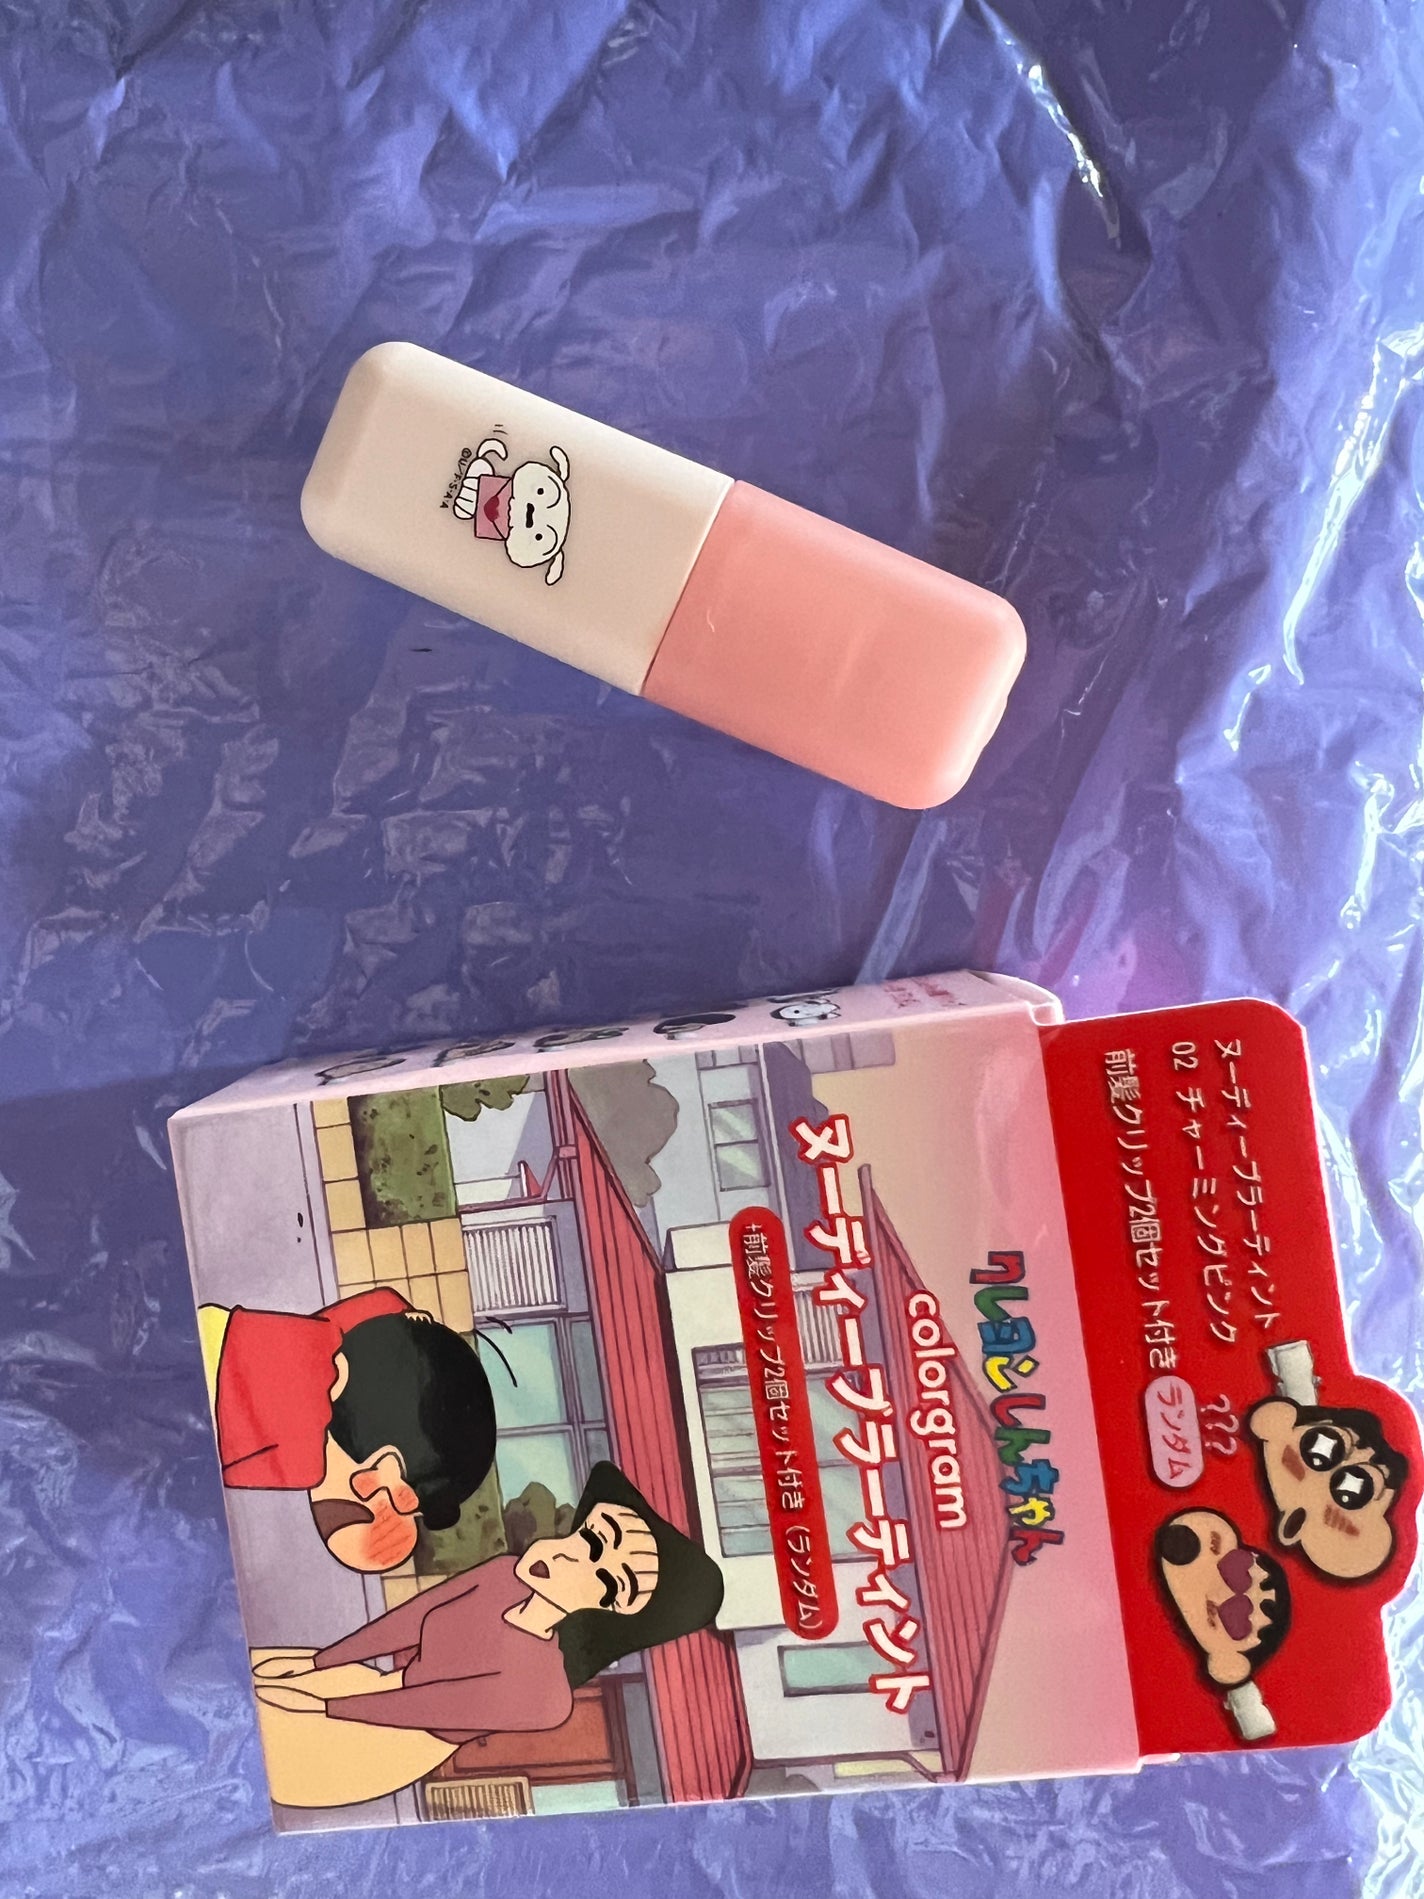 ヌーディーブラーティント
02 チャーミングピンク ???
前髪クリップ2個セット付き ランダム
クレヨンしんちゃん
colorgram
ヌーディーブラーティント
+前髪クリップ2個セット付き（ランダム）
©U/F・S・A・A